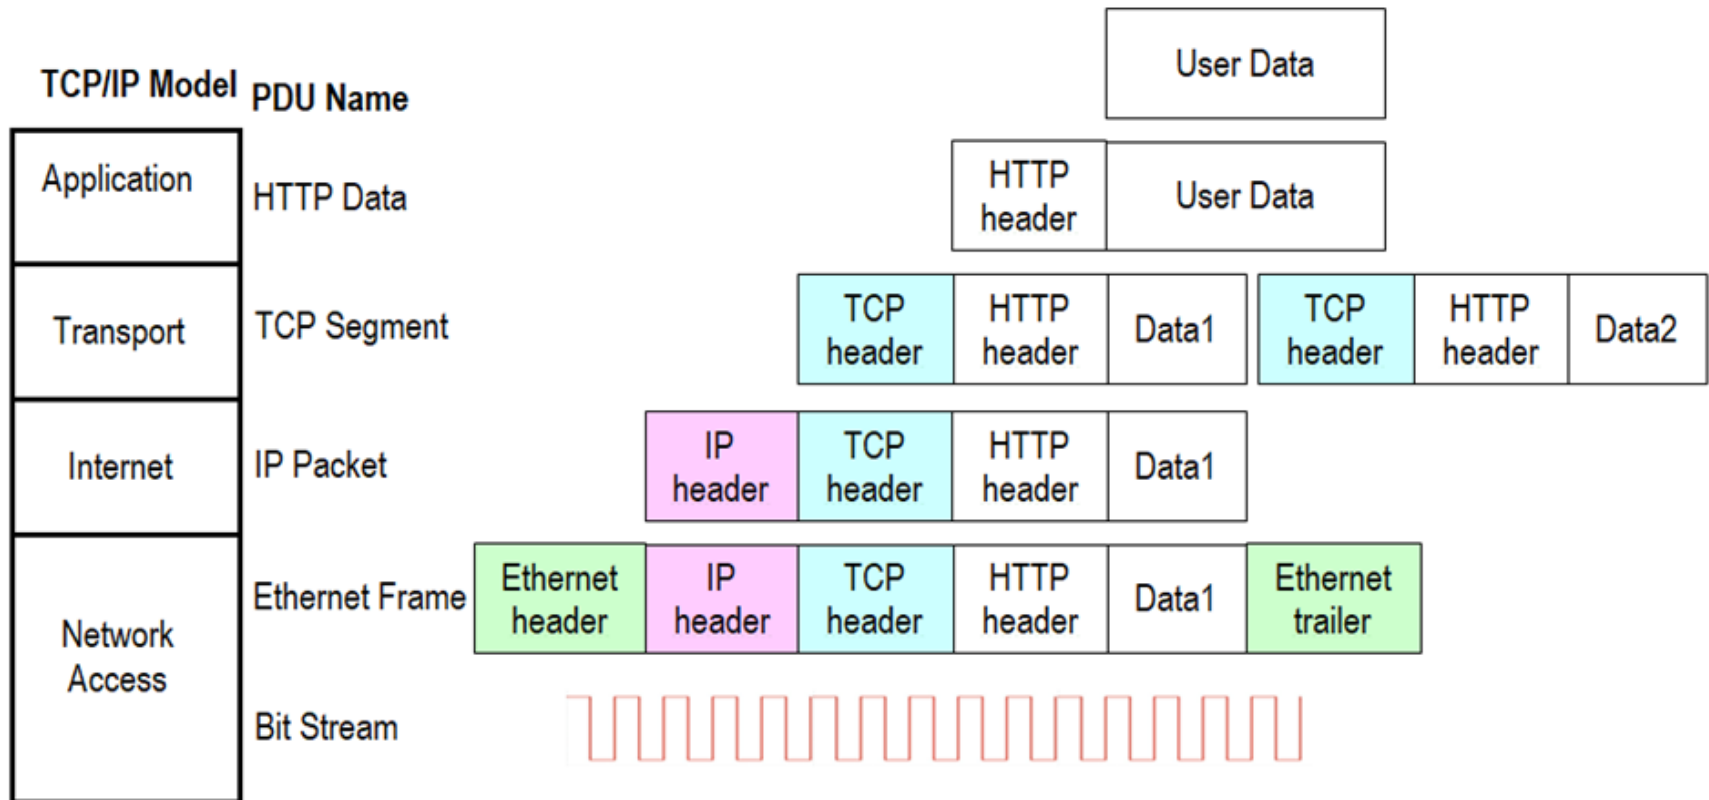 User Data
TCP/IP Model PDU Name
Application
HTTP Data
HTTP
header
User Data
Transport
TCP Segment
TCP
header
HTTP
header
Data1
TCP
header
HTTP
header
Data2
Internet
IP Packet
IP
header
TCP
header
HTTP
header
Data1
Network
Access
Ethernet Frame
Ethernet
header
IP
header
TCP
header
HTTP
header
Data1
Ethernet
trailer
Bit Stream